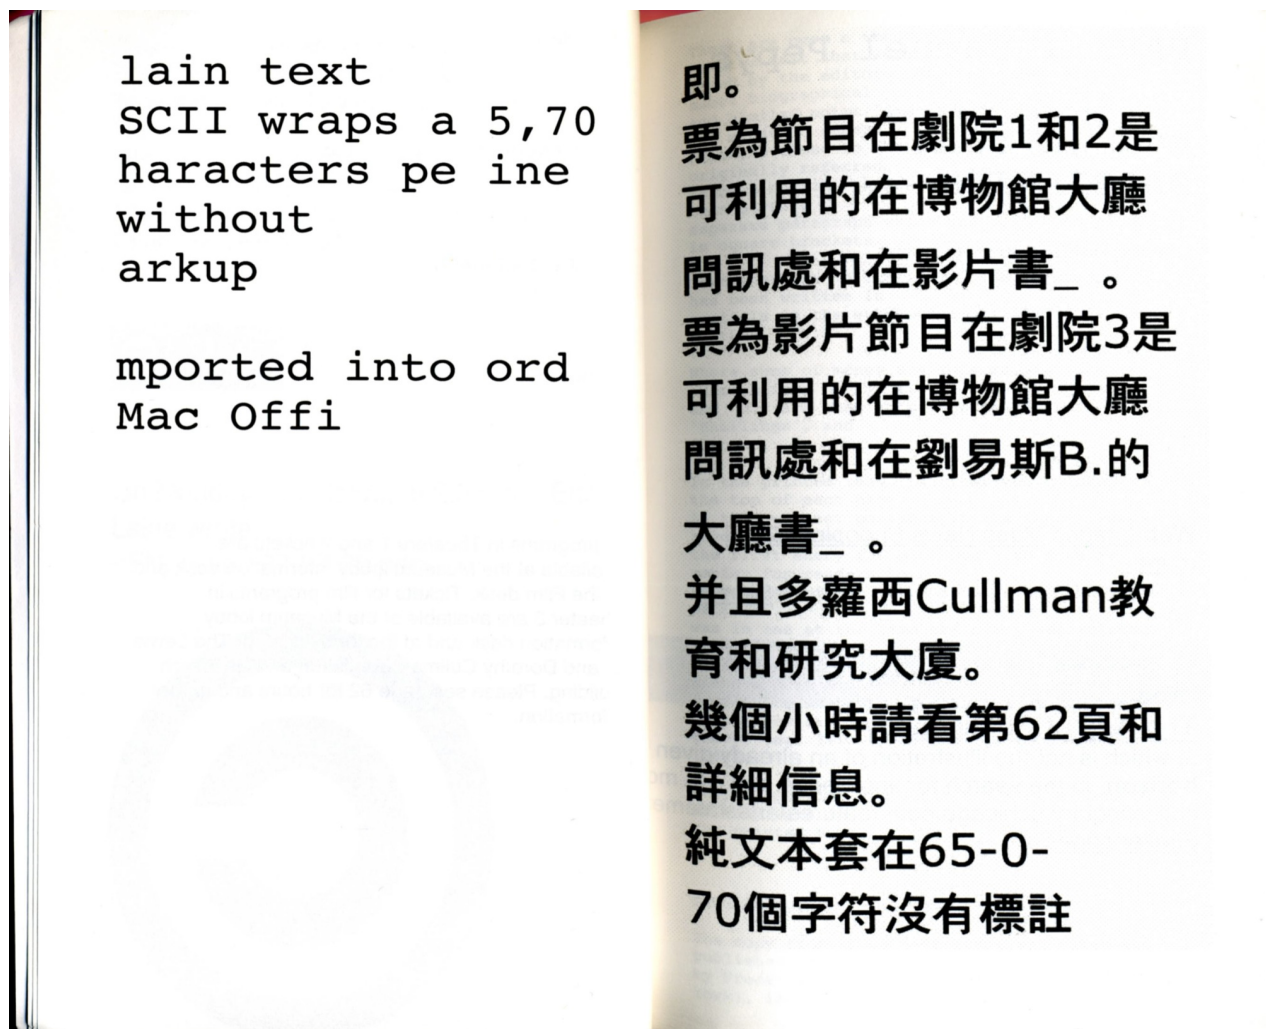 lain text
SCII wraps a 5,70
haracters pe ine
without
arkup
mported into ord
Mac Offi
即。
票為節目在劇院1和2是
可利用的在博物館大廳
問訊處和在影片書_ 。
票為影片節目在劇院3是
可利用的在博物館大廳
問訊處和在劉易斯B.的
大廳書_ 。
并且多蘿西Cullman教
育和研究大廈。
幾個小時請看第62頁和
詳細信息。
純文本套在65-0-
70個字符沒有標註